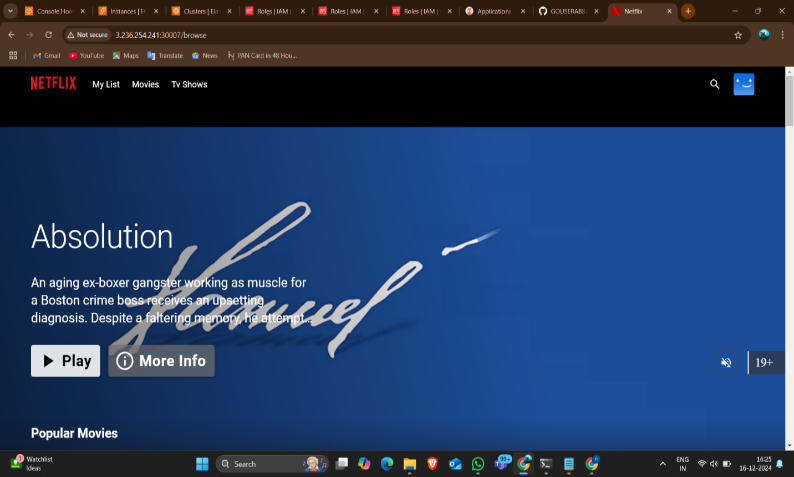 Console Hom
Instances | E
Clusters | Ela
Roles | IAM |
Roles | IAM |
Roles | IAM |
Applications
GOUSERABB
Netflix
Not secure
3.236.254.241:30007/browse
Gmail
YouTube
Maps
Translate
News
PAN Card in 48 Hou...
NETFLIX
My List
Movies
Tv Shows
Absolution
An aging ex-boxer gangster working as muscle for
a Boston crime boss receives an upsetting
diagnosis. Despite a faltering memory, he attempt...
Play
More Info
19+
Popular Movies
1
Watchlist
Ideas
Search
99+
ENG
IN
16:25
16-12-2024